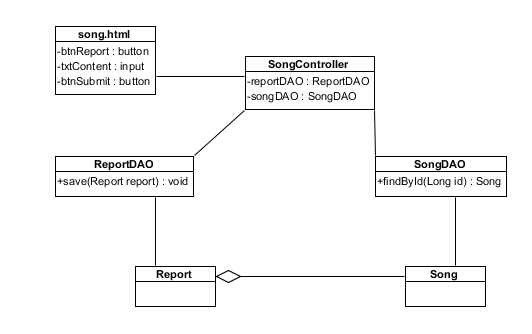 song.html
-btnReport : button
-txtContent : input
-btnSubmit : button
SongController
-reportDAO : ReportDAO
-songDAO : SongDAO
ReportDAO
+save(Report report) : void
SongDAO
+findById(Long id) : Song
Report
Song